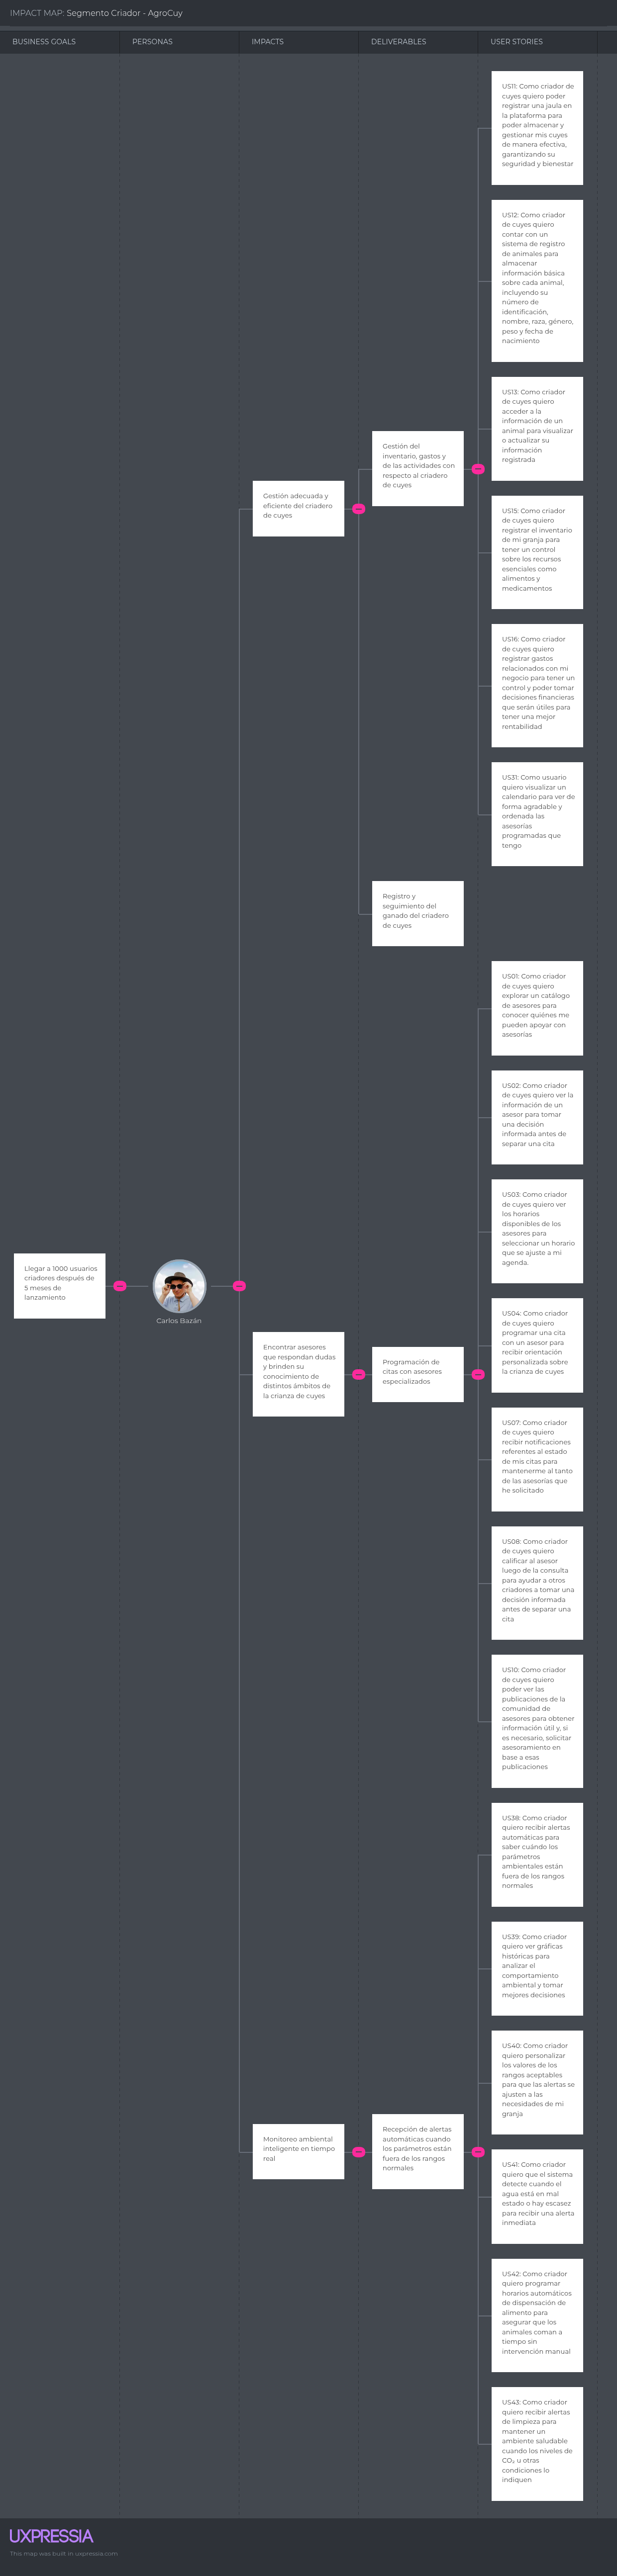 IMPACT MAP: Segmento Criador - AgroCuy
BUSINESS GOALS
PERSONAS
IMPACTS
DELIVERABLES
USER STORIES
Llegar a 1000 usuarios
criadores después de
5 meses de
lanzamiento
Carlos Bazán
Gestión adecuada y
eficiente del criadero
de cuyes
Gestión del
inventario, gastos y
de las actividades con
respecto al criadero
de cuyes
US11: Como criador de
cuyes quiero poder
registrar una jaula en
la plataforma para
poder almacenar y
gestionar mis cuyes
de manera efectiva,
garantizando su
seguridad y bienestar
US12: Como criador
de cuyes quiero
contar con un
sistema de registro
de animales para
almacenar
información básica
sobre cada animal,
incluyendo su
número de
identificación,
nombre, raza, género,
peso y fecha de
nacimiento
US13: Como criador
de cuyes quiero
acceder a la
información de un
animal para visualizar
o actualizar su
información
registrada
US15: Como criador
de cuyes quiero
registrar el inventario
de mi granja para
tener un control
sobre los recursos
esenciales como
alimentos y
medicamentos
US16: Como criador
de cuyes quiero
registrar gastos
relacionados con mi
negocio para tener un
control y poder tomar
decisiones financieras
que serán útiles para
tener una mejor
rentabilidad
US31: Como usuario
quiero visualizar un
calendario para ver de
forma agradable y
ordenada las
asesorías
programadas que
tengo
Registro y
seguimiento del
ganado del criadero
de cuyes
Encontrar asesores
que respondan dudas
y brinden su
conocimiento de
distintos ámbitos de
la crianza de cuyes
Programación de
citas con asesores
especializados
US01: Como criador
de cuyes quiero
explorar un catálogo
de asesores para
conocer quiénes me
pueden apoyar con
asesorías
US02: Como criador
de cuyes quiero ver la
información de un
asesor para tomar
una decisión
informada antes de
separar una cita
US03: Como criador
de cuyes quiero ver
los horarios
disponibles de los
asesores para
seleccionar un horario
que se ajuste a mi
agenda.
US04: Como criador
de cuyes quiero
programar una cita
con un asesor para
recibir orientación
personalizada sobre
la crianza de cuyes
US07: Como criador
de cuyes quiero
recibir notificaciones
referentes al estado
de mis citas para
mantenerme al tanto
de las asesorías que
he solicitado
US08: Como criador
de cuyes quiero
calificar al asesor
luego de la consulta
para ayudar a otros
criadores a tomar una
decisión informada
antes de separar una
cita
US10: Como criador
de cuyes quiero
poder ver las
publicaciones de la
comunidad de
asesores para obtener
información útil y, si
es necesario, solicitar
asesoramiento en
base a esas
publicaciones
Monitoreo ambiental
inteligente en tiempo
real
Recepción de alertas
automáticas cuando
los parámetros están
fuera de los rangos
normales
US38: Como criador
quiero recibir alertas
automáticas para
saber cuándo los
parámetros
ambientales están
fuera de los rangos
normales
US39: Como criador
quiero ver gráficas
históricas para
analizar el
comportamiento
ambiental y tomar
mejores decisiones
US40: Como criador
quiero personalizar
los valores de los
rangos aceptables
para que las alertas se
ajusten a las
necesidades de mi
granja
US41: Como criador
quiero que el sistema
detecte cuando el
agua está en mal
estado o hay escasez
para recibir una alerta
inmediata
US42: Como criador
quiero programar
horarios automáticos
de dispensación de
alimento para
asegurar que los
animales coman a
tiempo sin
intervención manual
US43: Como criador
quiero recibir alertas
de limpieza para
mantener un
ambiente saludable
cuando los niveles de
CO₂ u otras
condiciones lo
indiquen
UXPRESSIA
This map was built in uxpressia.com